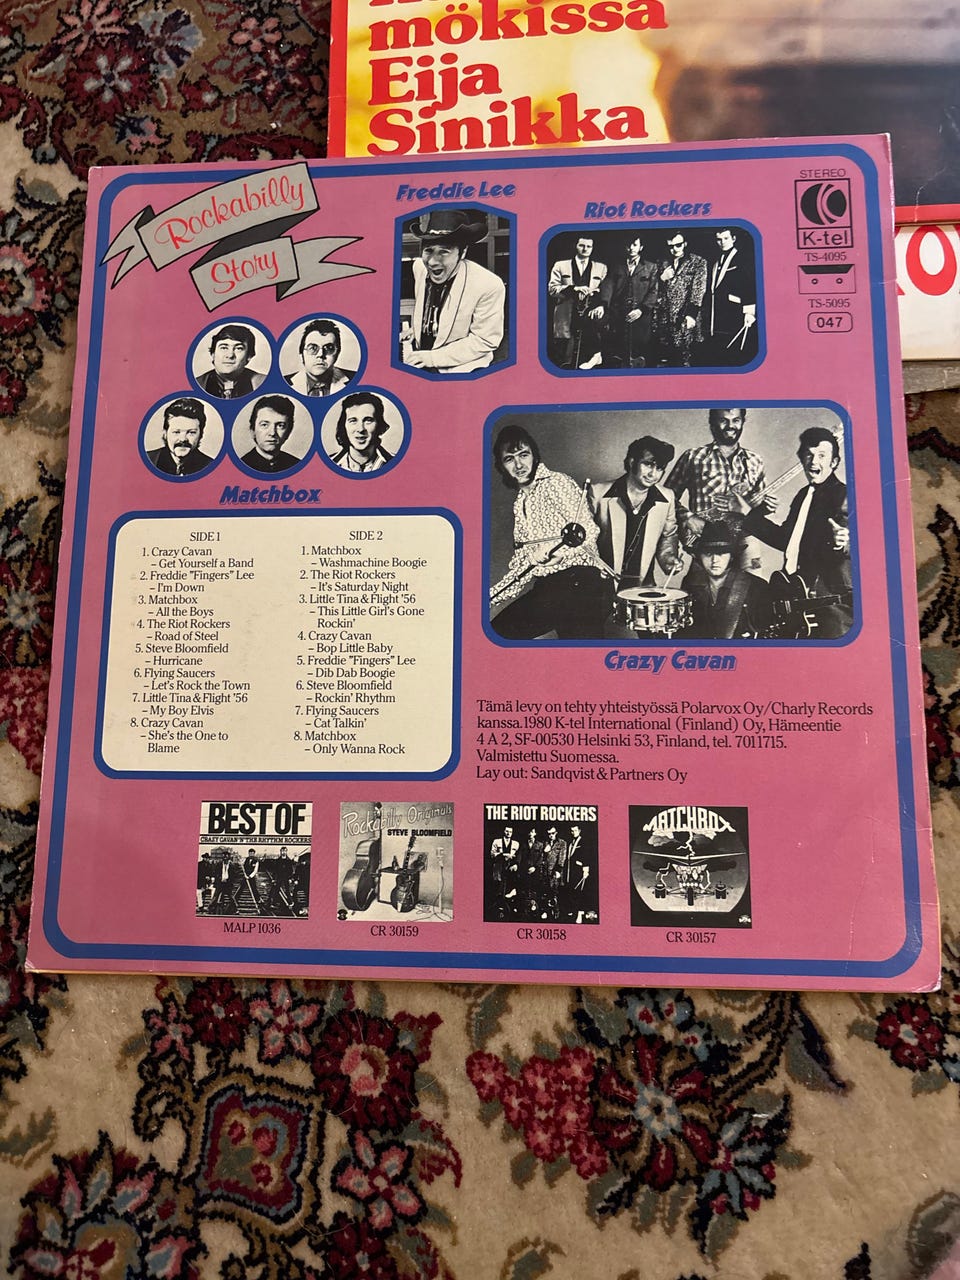 mökissa
Eija
Sinikka
Rockabilly
Story
Freddie Lee
Riot Rockers
STEREO
K-tel
TS-4095
TS-5095
047
Matchbox
Crazy Cavan
SIDE 1
1. Crazy Cavan
– Get Yourself a Band
2. Freddie "Fingers" Lee
– I'm Down
3. Matchbox
– All the Boys
4. The Riot Rockers
– Road of Steel
5. Steve Bloomfield
– Hurricane
6. Flying Saucers
– Let's Rock the Town
7. Little Tina & Flight '56
– My Boy Elvis
8. Crazy Cavan
– She's the One to
Blame
SIDE 2
1. Matchbox
– Washmachine Boogie
2. The Riot Rockers
– It's Saturday Night
3. Little Tina & Flight '56
– This Little Girl's Gone
Rockin'
4. Crazy Cavan
– Bop Little Baby
5. Freddie "Fingers" Lee
– Dib Dab Boogie
6. Steve Bloomfield
– Rockin' Rhythm
7. Flying Saucers
– Cat Talkin'
8. Matchbox
– Only Wanna Rock
Tämä levy on tehty yhteistyössä Polarvox Oy/Charly Records
kanssa. 1980 K-tel International (Finland) Oy, Hämeentie
4 A 2, SF-00530 Helsinki 53, Finland, tel. 7011715.
Valmistettu Suomessa.
Lay out: Sandqvist & Partners Oy
BEST OF
CRAZY CAVAN 'N' THE RHYTHM ROCKERS
MALP 1036
Rockabilly Originals
STEVE BLOOMFIELD
CR 30159
THE RIOT ROCKERS
CR 30158
MATCHBOX
CR 30157